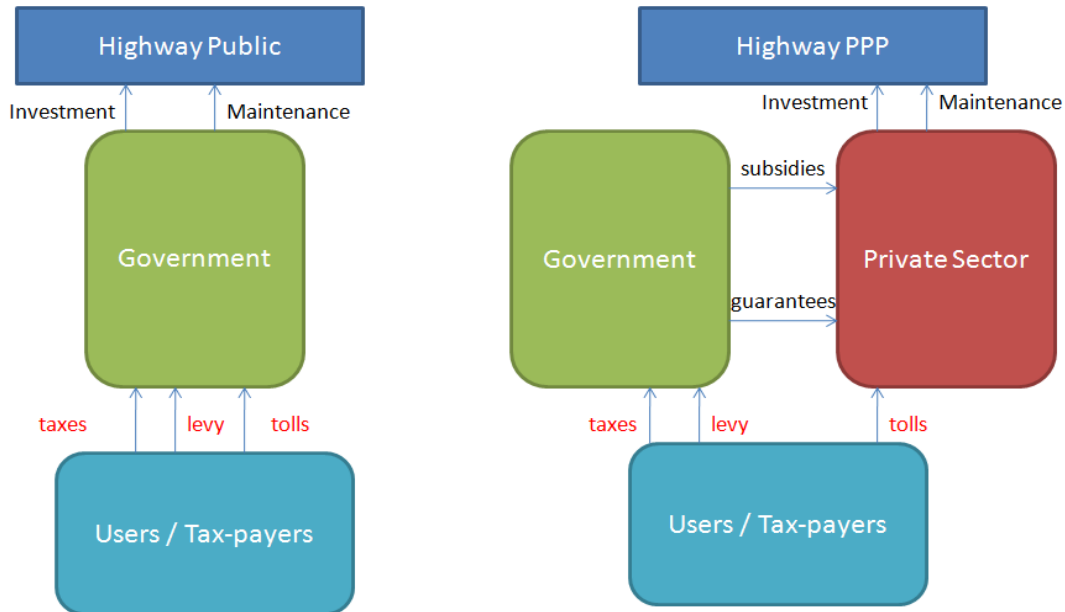 Highway Public
Investment
Maintenance
Government
taxes
levy
tolls
Users / Tax-payers
Highway PPP
Investment
Maintenance
subsidies
Government
Private Sector
guarantees
taxes
levy
tolls
Users / Tax-payers